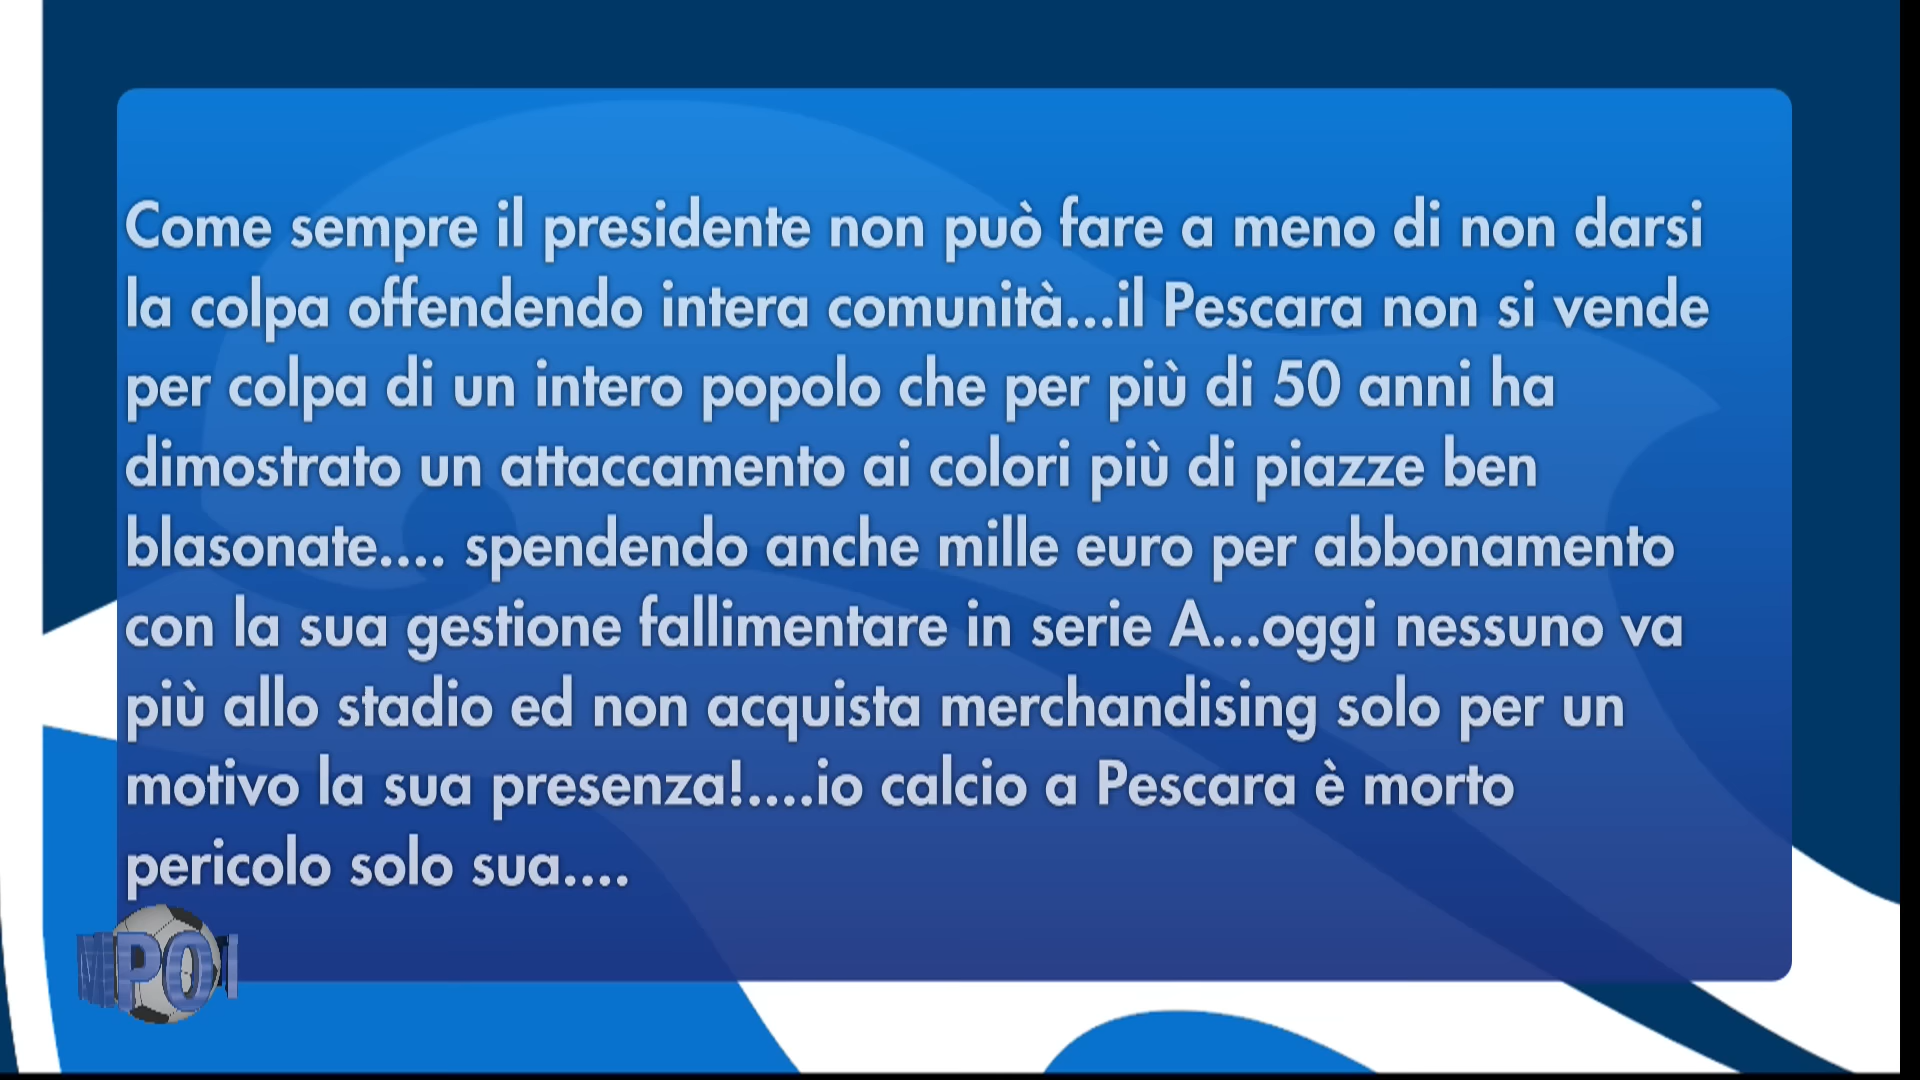 Come sempre il presidente non può fare a meno di non darsi
la colpa offendendo intera comunità...il Pescara non si vende
per colpa di un intero popolo che per più di 50 anni ha
dimostrato un attaccamento ai colori più di piazze ben
blasonate.... spendendo anche mille euro per abbonamento
con la sua gestione fallimentare in serie A...oggi nessuno va
più allo stadio ed non acquista merchandising solo per un
motivo la sua presenza!....io calcio a Pescara è morto
pericolo solo sua....